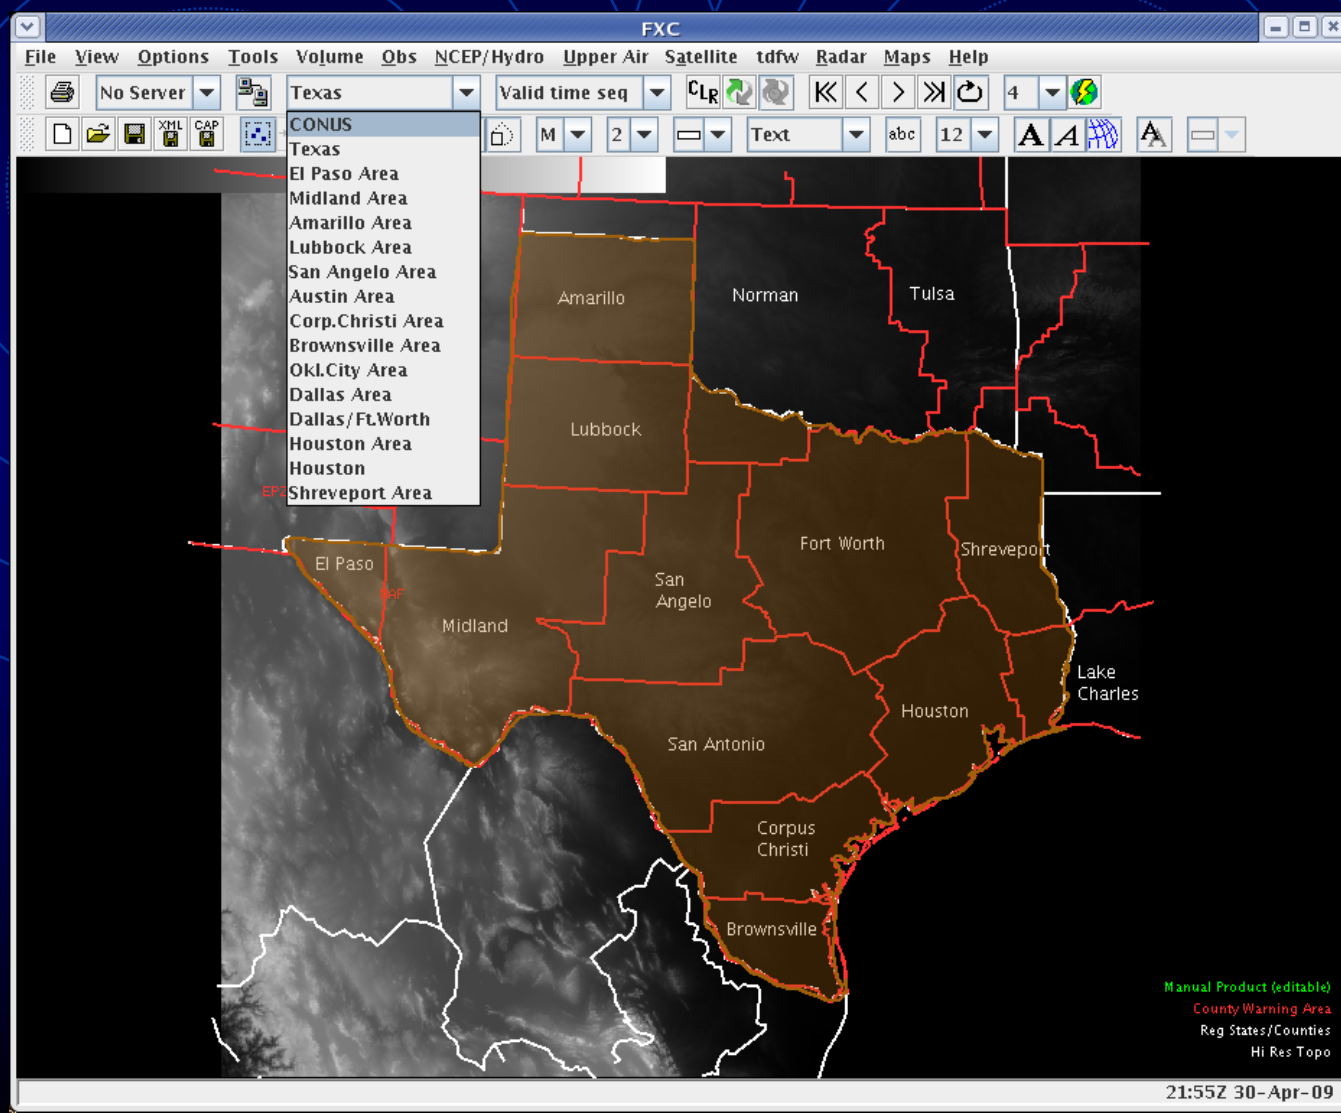 FXC
File View Options Tools Volume Obs NCEP/Hydro Upper Air Satellite tdfw Radar Maps Help
No Server Texas Valid time seq CLR 4
XML CAP M 2 Text abc 12 A A A
CONUS
Texas
El Paso Area
Midland Area
Amarillo Area
Lubbock Area
San Angelo Area
Austin Area
Corp.Christi Area
Brownsville Area
Okl.City Area
Dallas Area
Dallas/Ft.Worth
Houston Area
Houston
Shreveport Area
Amarillo
Norman
Tulsa
Lubbock
Fort Worth
Shreveport
El Paso
San
Angelo
Midland
Lake
Charles
Houston
San Antonio
Corpus
Christi
Brownsville
Manual Product (editable)
County Warning Area
Reg States/Counties
Hi Res Topo
21:55Z 30-Apr-09